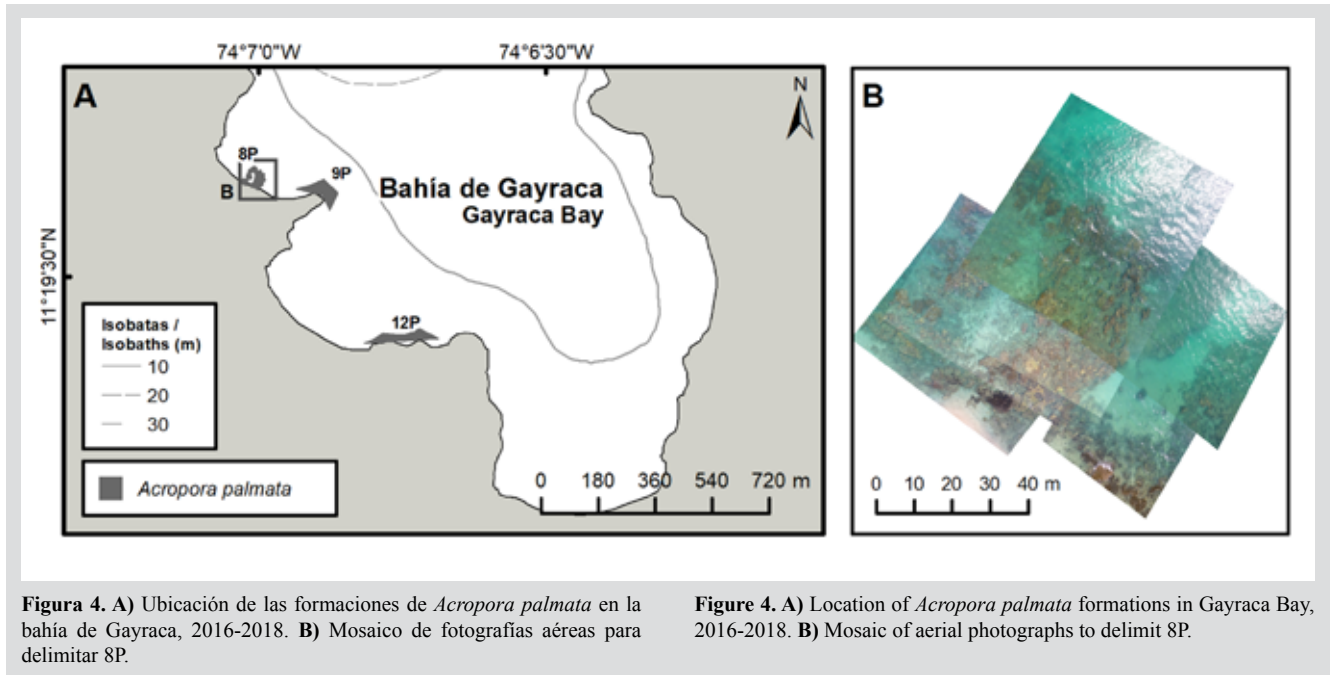 74°7'0"W
74°6'30"W
A
N
8P
9P
B
Bahía de Gayraca
Gayraca Bay
11°19'30"N
12P
Isobatas /
Isobaths (m)
10
20
30
Acropora palmata
0 180 360 540 720 m
B
0 10 20 30 40 m
Figura 4. A) Ubicación de las formaciones de Acropora palmata en la
bahía de Gayraca, 2016-2018. B) Mosaico de fotografías aéreas para
delimitar 8P.
Figure 4. A) Location of Acropora palmata formations in Gayraca Bay,
2016-2018. B) Mosaic of aerial photographs to delimit 8P.